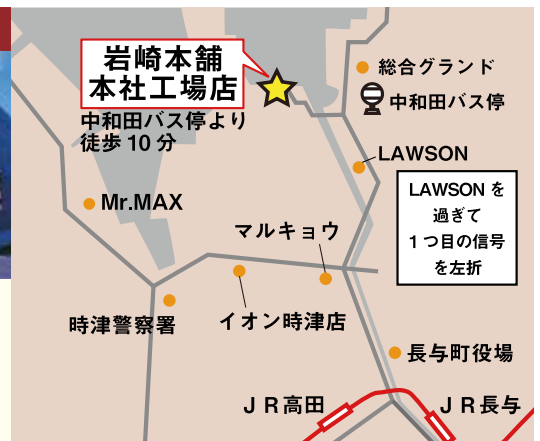 岩崎本舗
本社工場店
中和田バス停より
徒歩10分
総合グランド
中和田バス停
LAWSON
LAWSONを
過ぎて
1つ目の信号
を左折
Mr.MAX
マルキョウ
時津警察署
イオン時津店
長与町役場
JR高田
JR長与